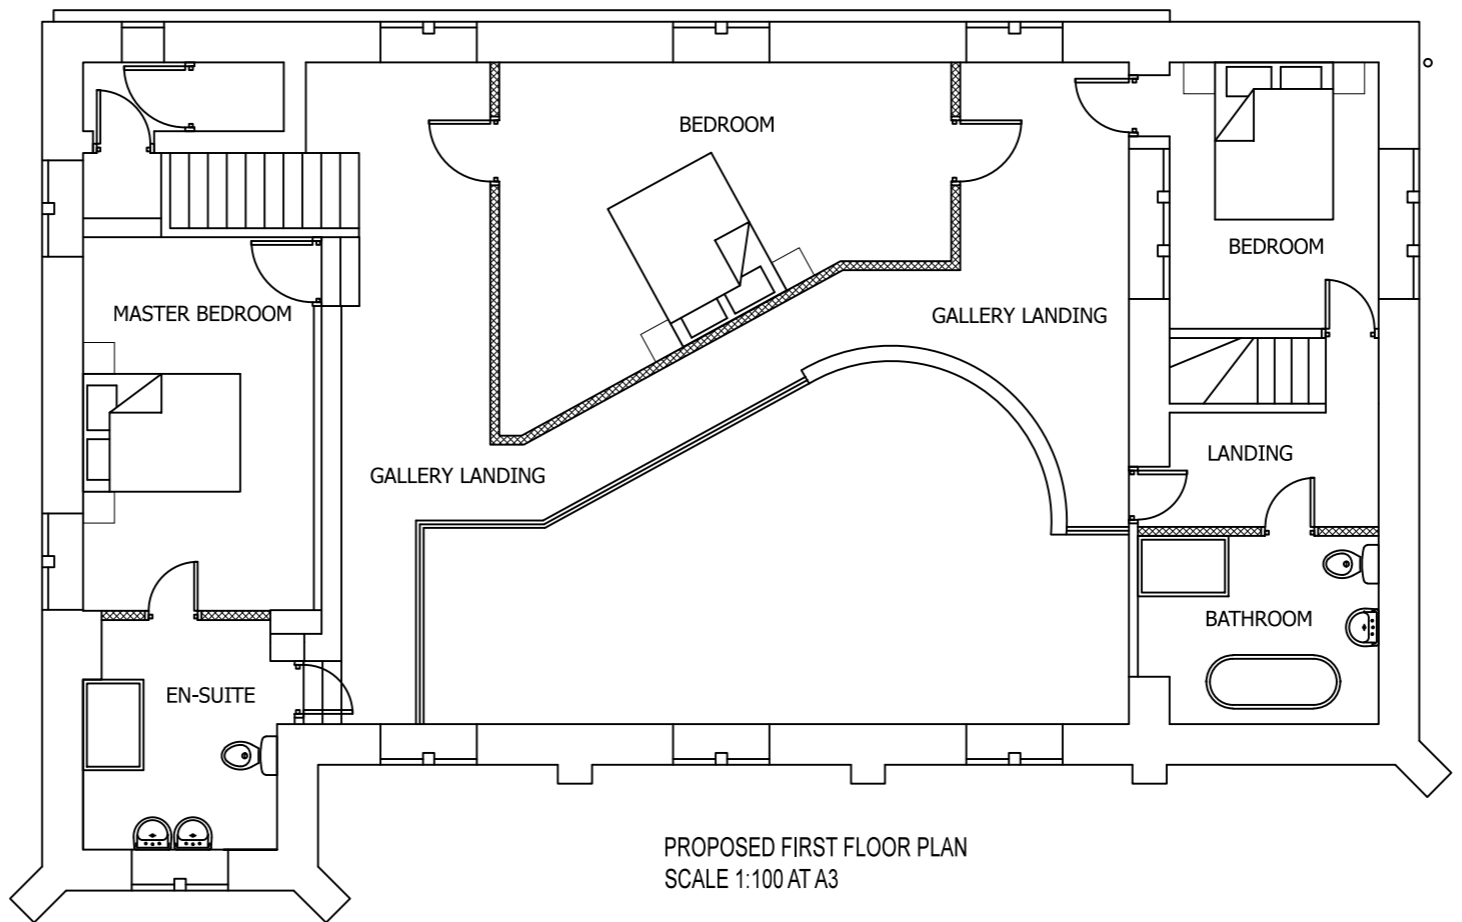 BEDROOM
BEDROOM
MASTER BEDROOM
GALLERY LANDING
GALLERY LANDING
LANDING
BATHROOM
EN-SUITE
PROPOSED FIRST FLOOR PLAN
SCALE 1:100 AT A3